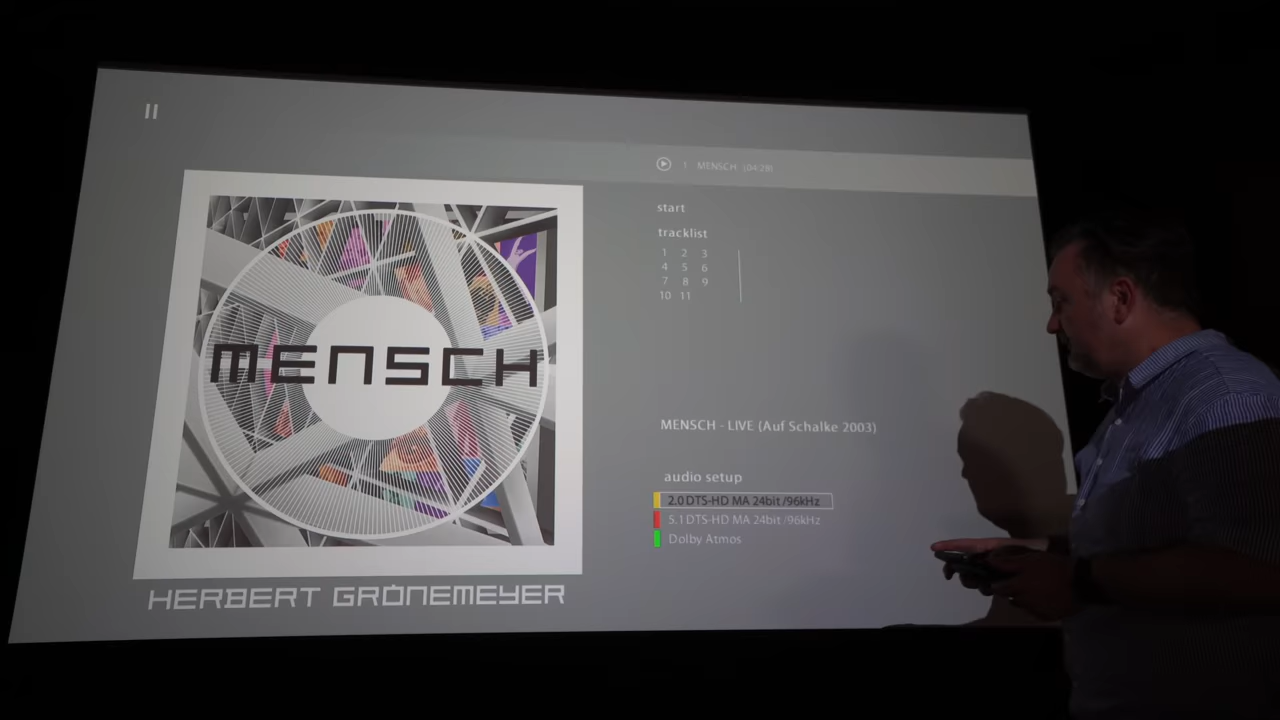 1 MENSCH (04:29)
start
tracklist
1 2 3
4 5 6
7 8 9
10 11
MENSCH
MENSCH - LIVE (Auf Schalke 2003)
audio setup
2.0 DTS-HD MA 24bit /96kHz
5.1 DTS-HD MA 24bit /96kHz
Dolby Atmos
HERBERT GRÖNEMEYER